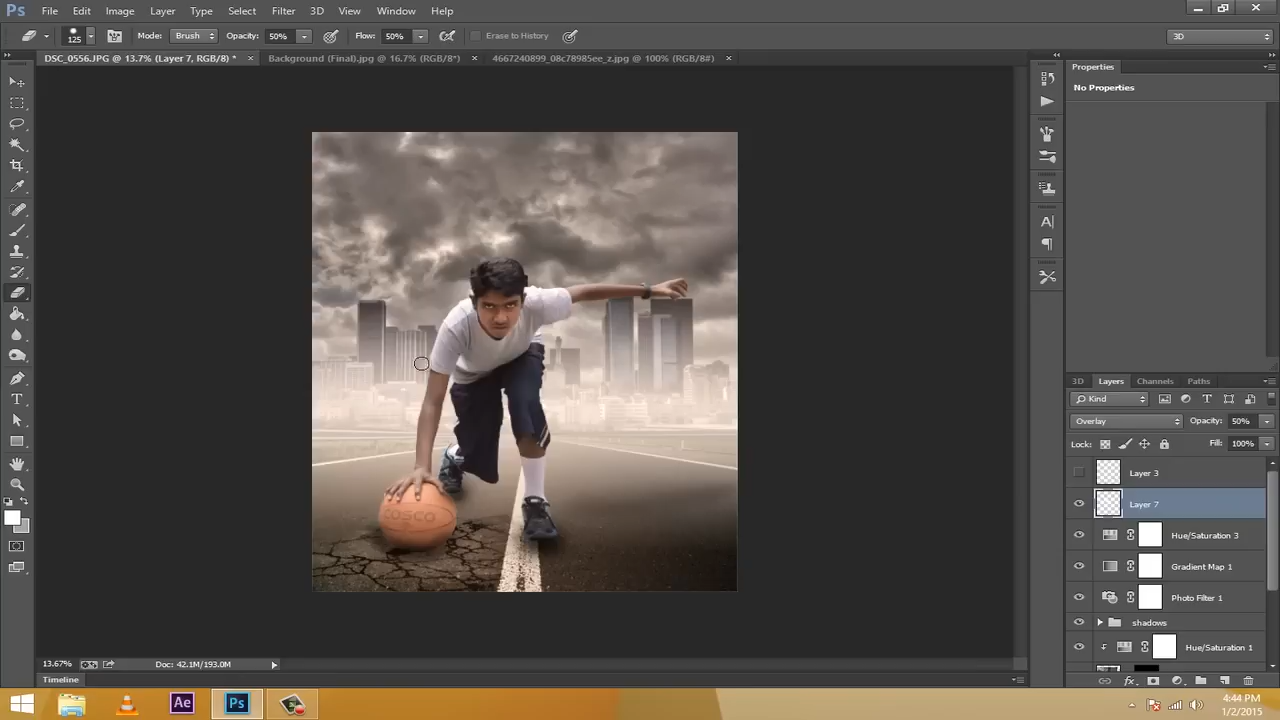 Ps File Edit Image Layer Type Select Filter 3D View Window Help
125 Mode: Brush Opacity: 50% Flow: 50% Erase to History 3D
DSC_0556.JPG @ 13.7% (Layer 7, RGB/8) * × Background (Final).jpg @ 16.7% (RGB/8*) × 4667240899_08c78985ee_z.jpg @ 100% (RGB/8#) ×
Properties
No Properties
COSCO
3D Layers Channels Paths
Kind
Overlay Opacity: 50%
Lock: Fill: 100%
Layer 3
Layer 7
Hue/Saturation 3
Gradient Map 1
Photo Filter 1
shadows
Hue/Saturation 1
13.67% Doc: 42.1M/193.0M
Timeline
Ae Ps
4:44 PM
1/2/2015